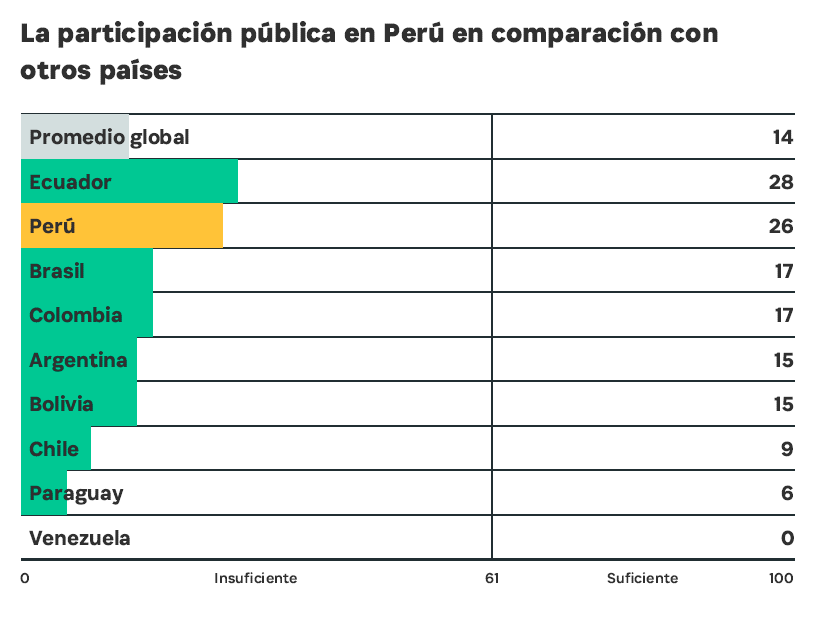 La participación pública en Perú en comparación con
otros países
Promedio global 14
Ecuador 28
Perú 26
Brasil 17
Colombia 17
Argentina 15
Bolivia 15
Chile 9
Paraguay 6
Venezuela 0
0 Insuficiente 61 Suficiente 100